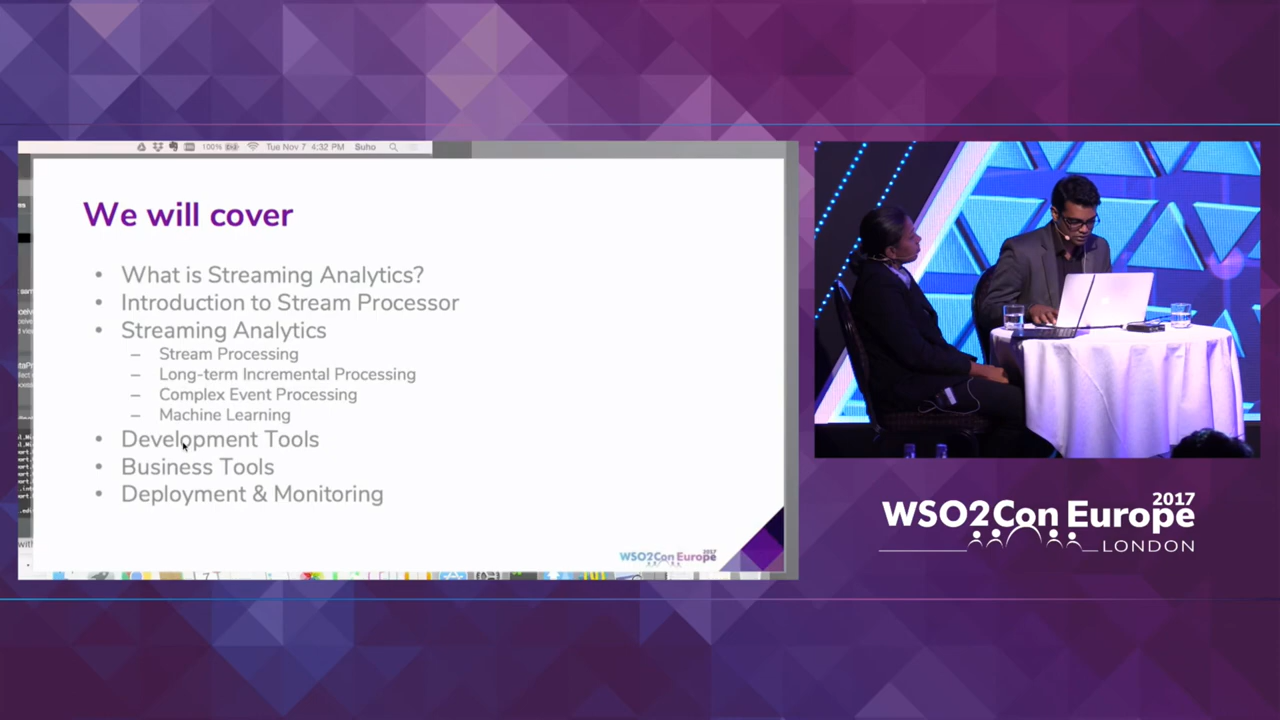 100%
Tue Nov 7 4:32 PM Suho
We will cover
• What is Streaming Analytics?
• Introduction to Stream Processor
• Streaming Analytics
– Stream Processing
– Long-term Incremental Processing
– Complex Event Processing
– Machine Learning
• Development Tools
• Business Tools
• Deployment & Monitoring
WSO2Con Europe
2017
WSO2Con Europe
2017
LONDON